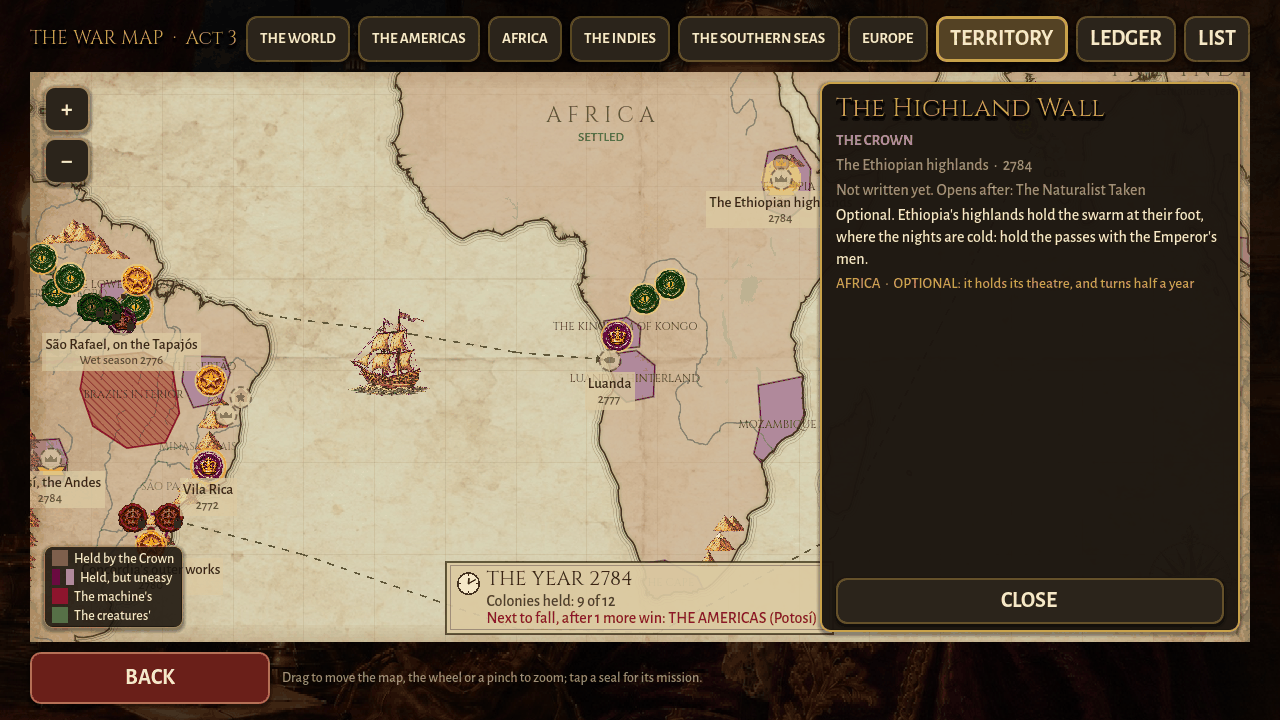 THE WAR MAP · ACT 3
THE WORLD
THE AMERICAS
AFRICA
THE INDIES
THE SOUTHERN SEAS
EUROPE
TERRITORY
LEDGER
LIST
+
−
AFRICA
SETTLED
The Ethiopian high
2784
THE KIN OF KONGO
Luanda
2777
INTERLAND
MOZAMBIQUE
São Rafael, on the Tapajós
Wet season 2776
BRAZIL'S INTERIOR
MINAS
SÃO PA
Vila Rica
2772
sí, the Andes
2784
outer works
Held by the Crown
Held, but uneasy
The machine's
The creatures'
THE YEAR 2784
Colonies held: 9 of 12
Next to fall, after 1 more win: THE AMERICAS (Potosí)
THE HIGHLAND WALL
THE CROWN
The Ethiopian highlands · 2784
Not written yet. Opens after: The Naturalist Taken
Optional. Ethiopia's highlands hold the swarm at their foot,
where the nights are cold: hold the passes with the Emperor's
men.
AFRICA · OPTIONAL: it holds its theatre, and turns half a year
CLOSE
BACK
Drag to move the map, the wheel or a pinch to zoom; tap a seal for its mission.